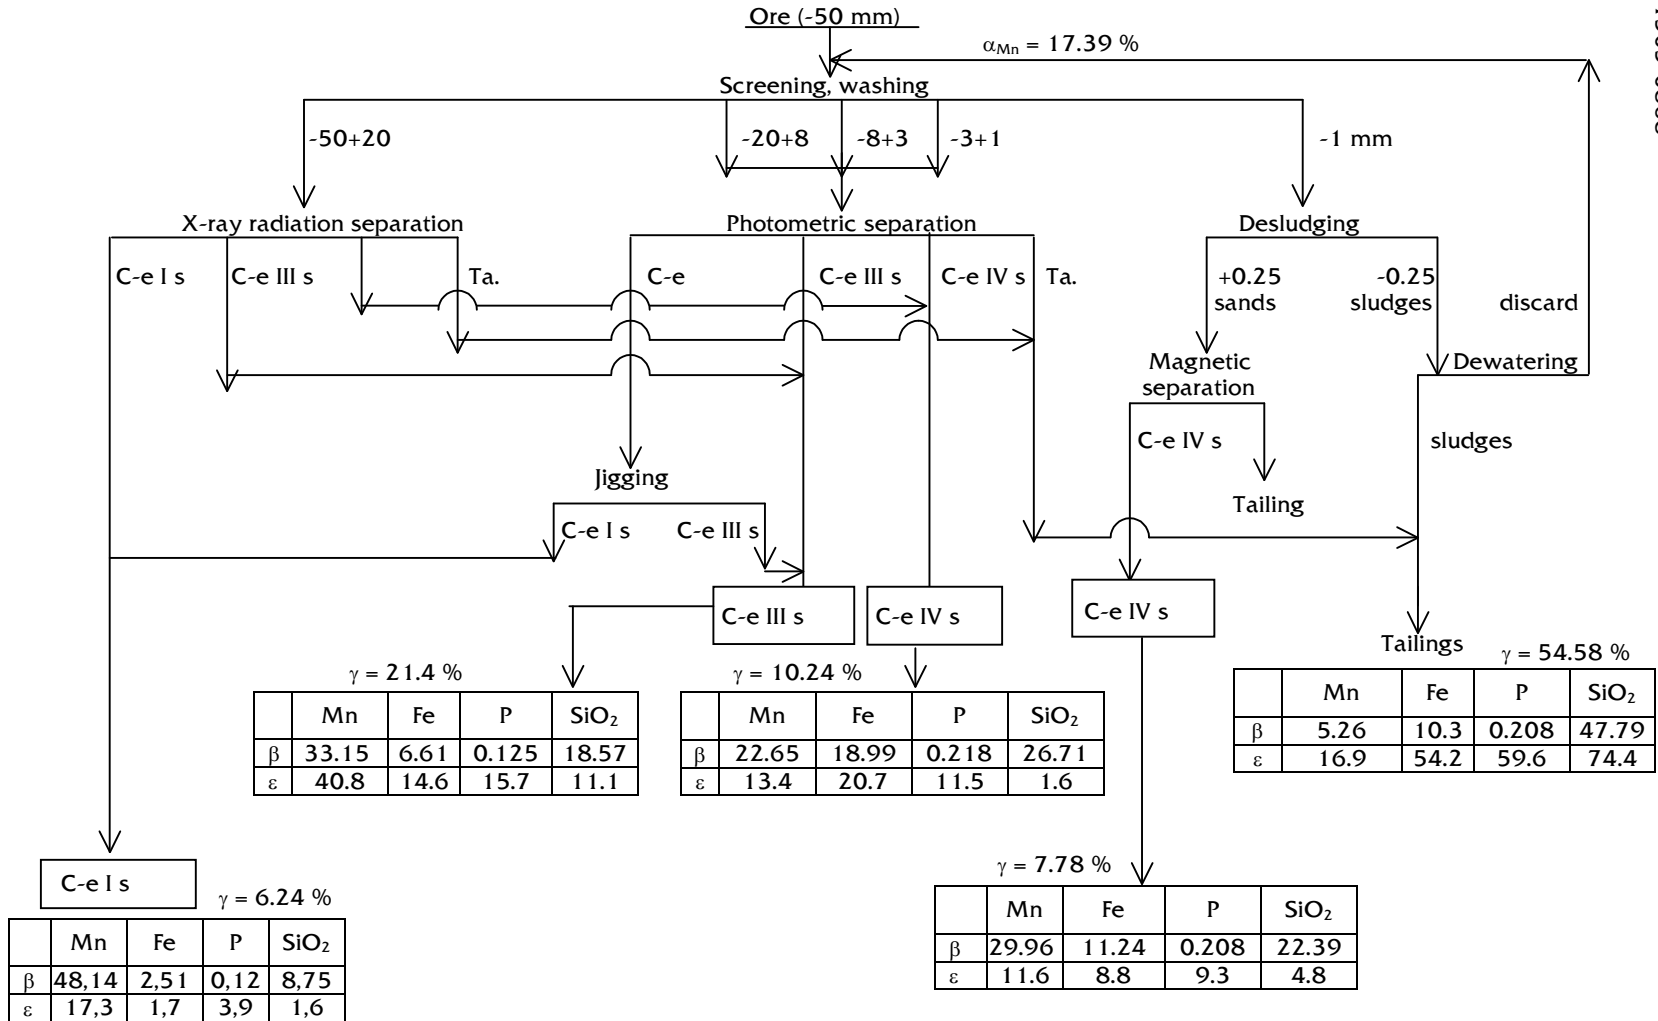 Ore (-50 mm)
αMn = 17.39 %
Screening, washing
-50+20
-20+8
-8+3
-3+1
-1 mm
X-ray radiation separation
Photometric separation
Desludging
C-e I s
C-e III s
Ta.
C-e
C-e III s
C-e IV s
Ta.
+0.25
sands
-0.25
sludges
discard
Magnetic
separation
Dewatering
C-e IV s
sludges
Jigging
Tailing
C-e I s
C-e III s
C-e III s
C-e IV s
C-e IV s
Tailings
γ = 21.4 %
Mn Fe P SiO₂
β 33.15 6.61 0.125 18.57
ε 40.8 14.6 15.7 11.1
γ = 10.24 %
Mn Fe P SiO₂
β 22.65 18.99 0.218 26.71
ε 13.4 20.7 11.5 1.6
γ = 54.58 %
Mn Fe P SiO₂
β 5.26 10.3 0.208 47.79
ε 16.9 54.2 59.6 74.4
C-e I s
γ = 6.24 %
Mn Fe P SiO₂
β 48,14 2,51 0,12 8,75
ε 17,3 1,7 3,9 1,6
γ = 7.78 %
Mn Fe P SiO₂
β 29.96 11.24 0.208 22.39
ε 11.6 8.8 9.3 4.8